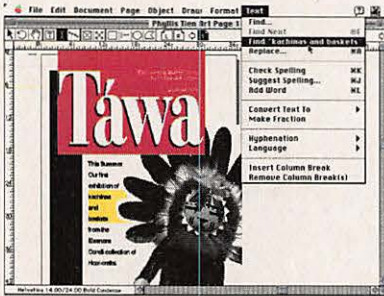 File Edit Document Page Object Draw Format Text
Phyllis Tien Art Page 1
Find...
Find Next
Find "kachinas and baskets"
Replace...
Check Spelling
Suggest Spelling...
Add Word
Convert Text To
Make Fraction
Hyphenation
Language
Insert Column Break
Remove Column Break(s)
Táwa
This Summer
Our first
exhibition of
kachinas
and
baskets
from the
collection of